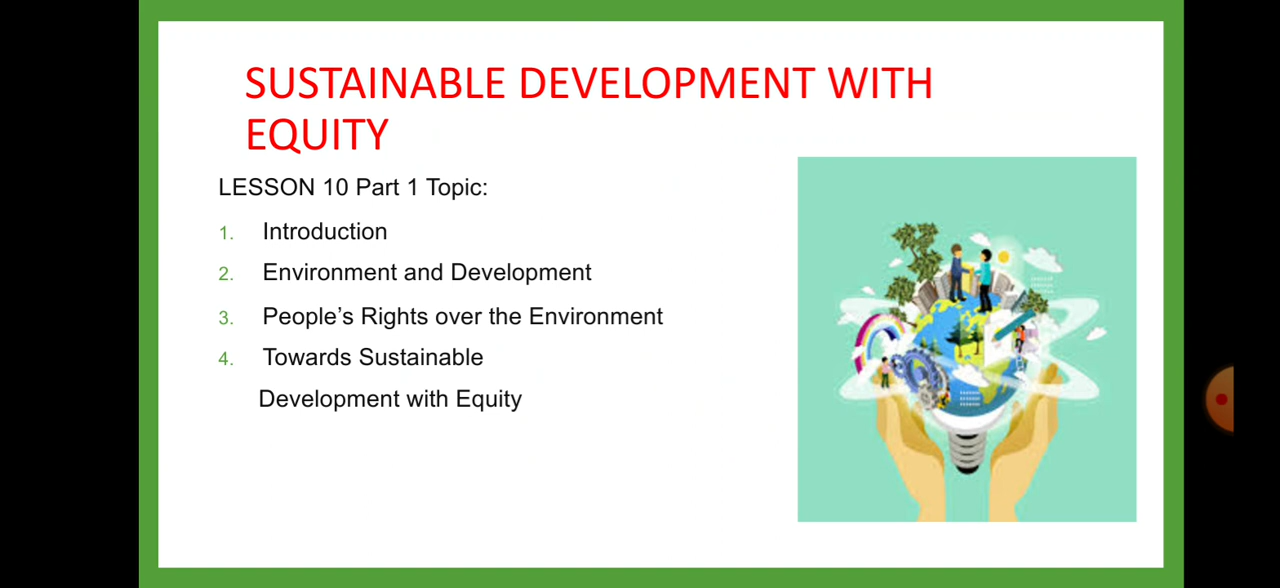 SUSTAINABLE DEVELOPMENT WITH
EQUITY
LESSON 10 Part 1 Topic:
1. Introduction
2. Environment and Development
3. People’s Rights over the Environment
4. Towards Sustainable
Development with Equity